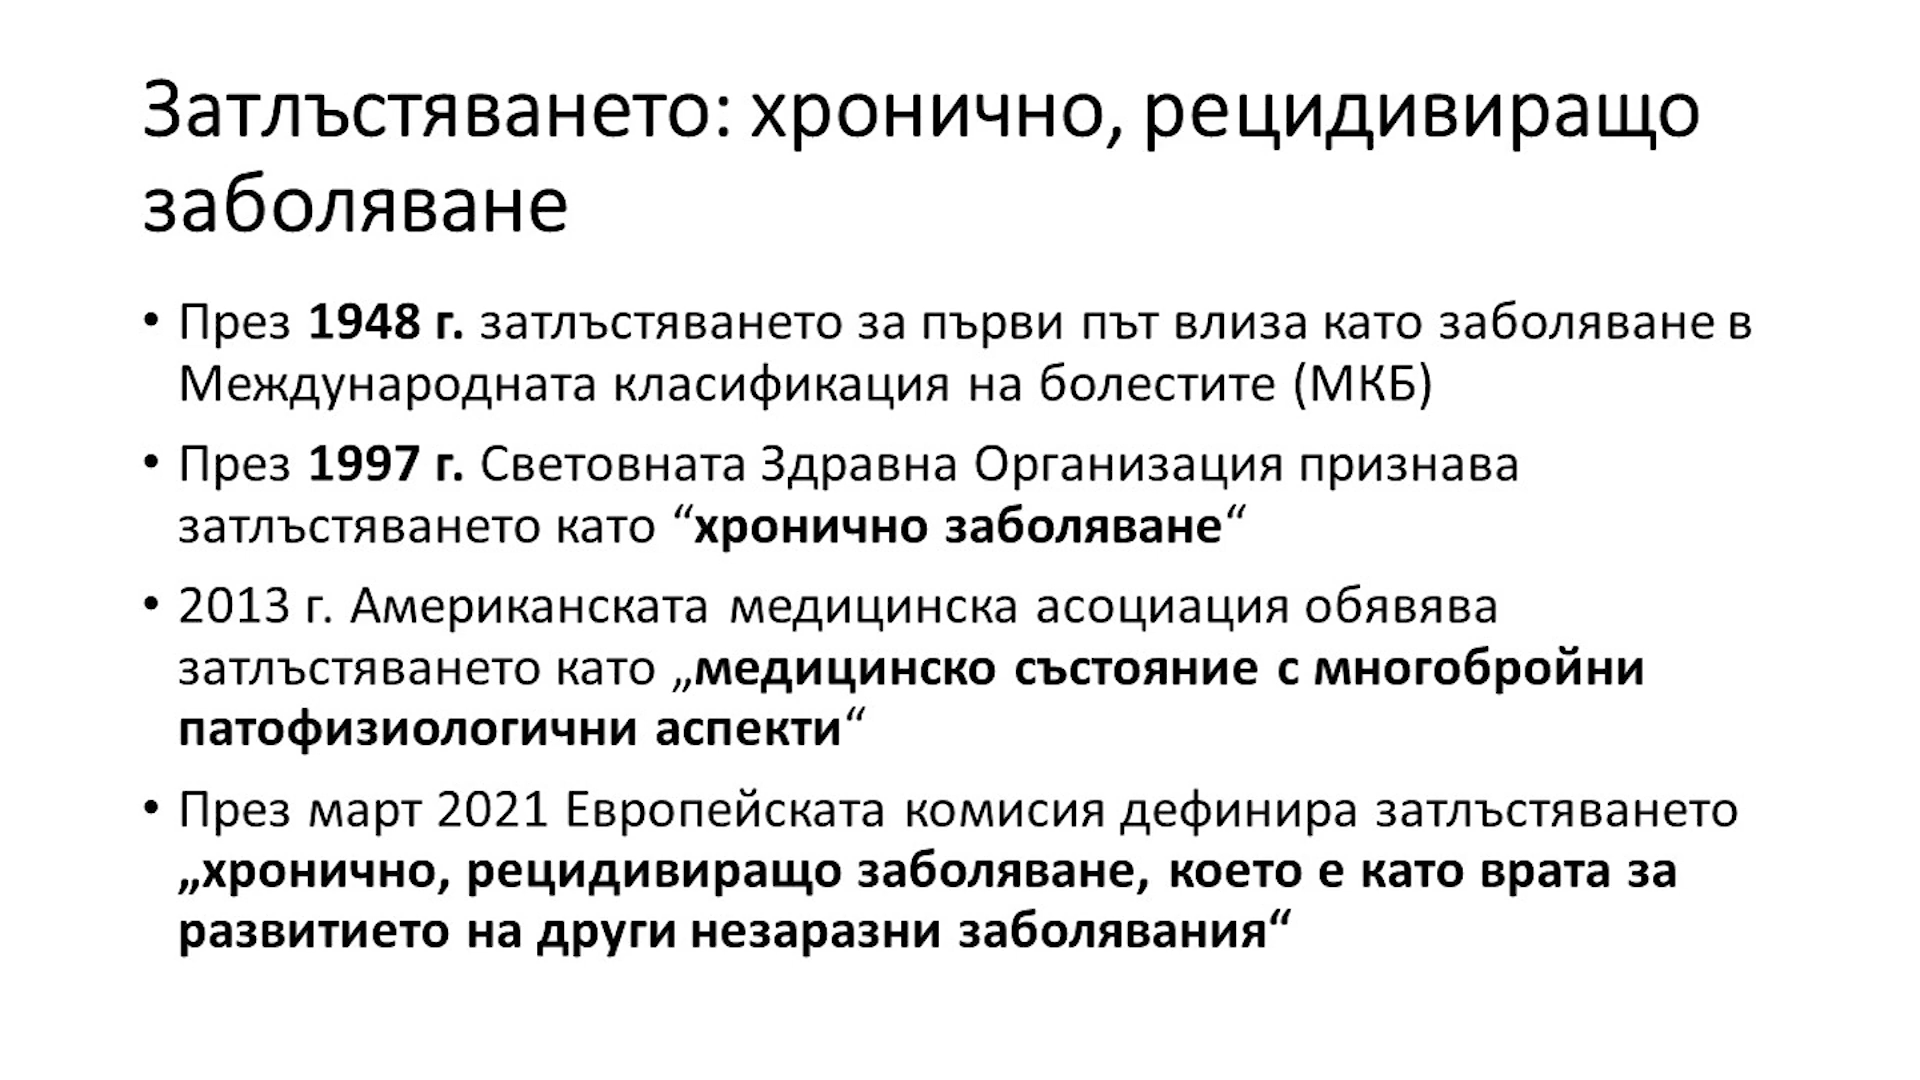 Затлъстяването: хронично, рецидивиращо
заболяване
• През 1948 г. затлъстяването за първи път влиза като заболяване в
Международната класификация на болестите (МКБ)
• През 1997 г. Световната Здравна Организация признава
затлъстяването като “хронично заболяване“
• 2013 г. Американската медицинска асоциация обявява
затлъстяването като „медицинско състояние с многобройни
патофизиологични аспекти“
• През март 2021 Европейската комисия дефинира затлъстяването
„хронично, рецидивиращо заболяване, което е като врата за
развитието на други незаразни заболявания“